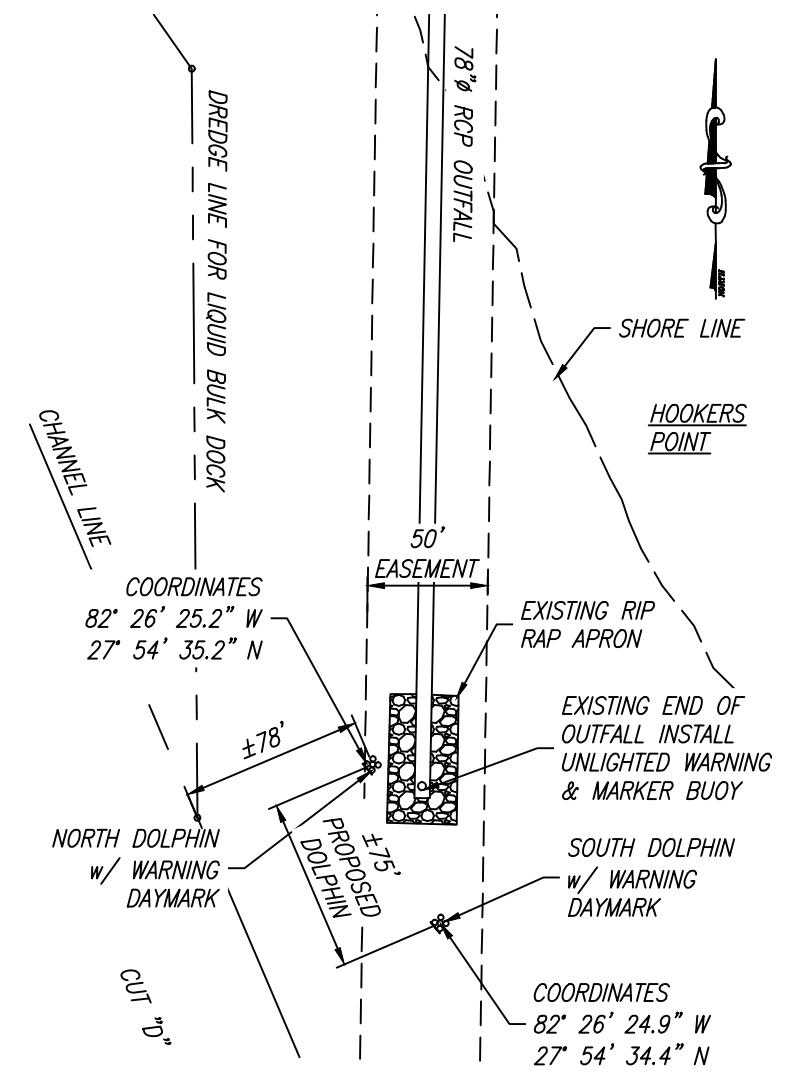 78"ø RCP OUTFALL
DREDGE LINE FOR LIQUID BULK DOCK
NORTH
SHORE LINE
HOOKERS
POINT
CHANNEL LINE
50'
EASEMENT
COORDINATES
82° 26' 25.2" W
27° 54' 35.2" N
EXISTING RIP
RAP APRON
EXISTING END OF
OUTFALL INSTALL
UNLIGHTED WARNING
& MARKER BUOY
±78'
NORTH DOLPHIN
w/ WARNING
DAYMARK
±75'
PROPOSED
DOLPHIN
SOUTH DOLPHIN
w/ WARNING
DAYMARK
CUT "D"
COORDINATES
82° 26' 24.9" W
27° 54' 34.4" N